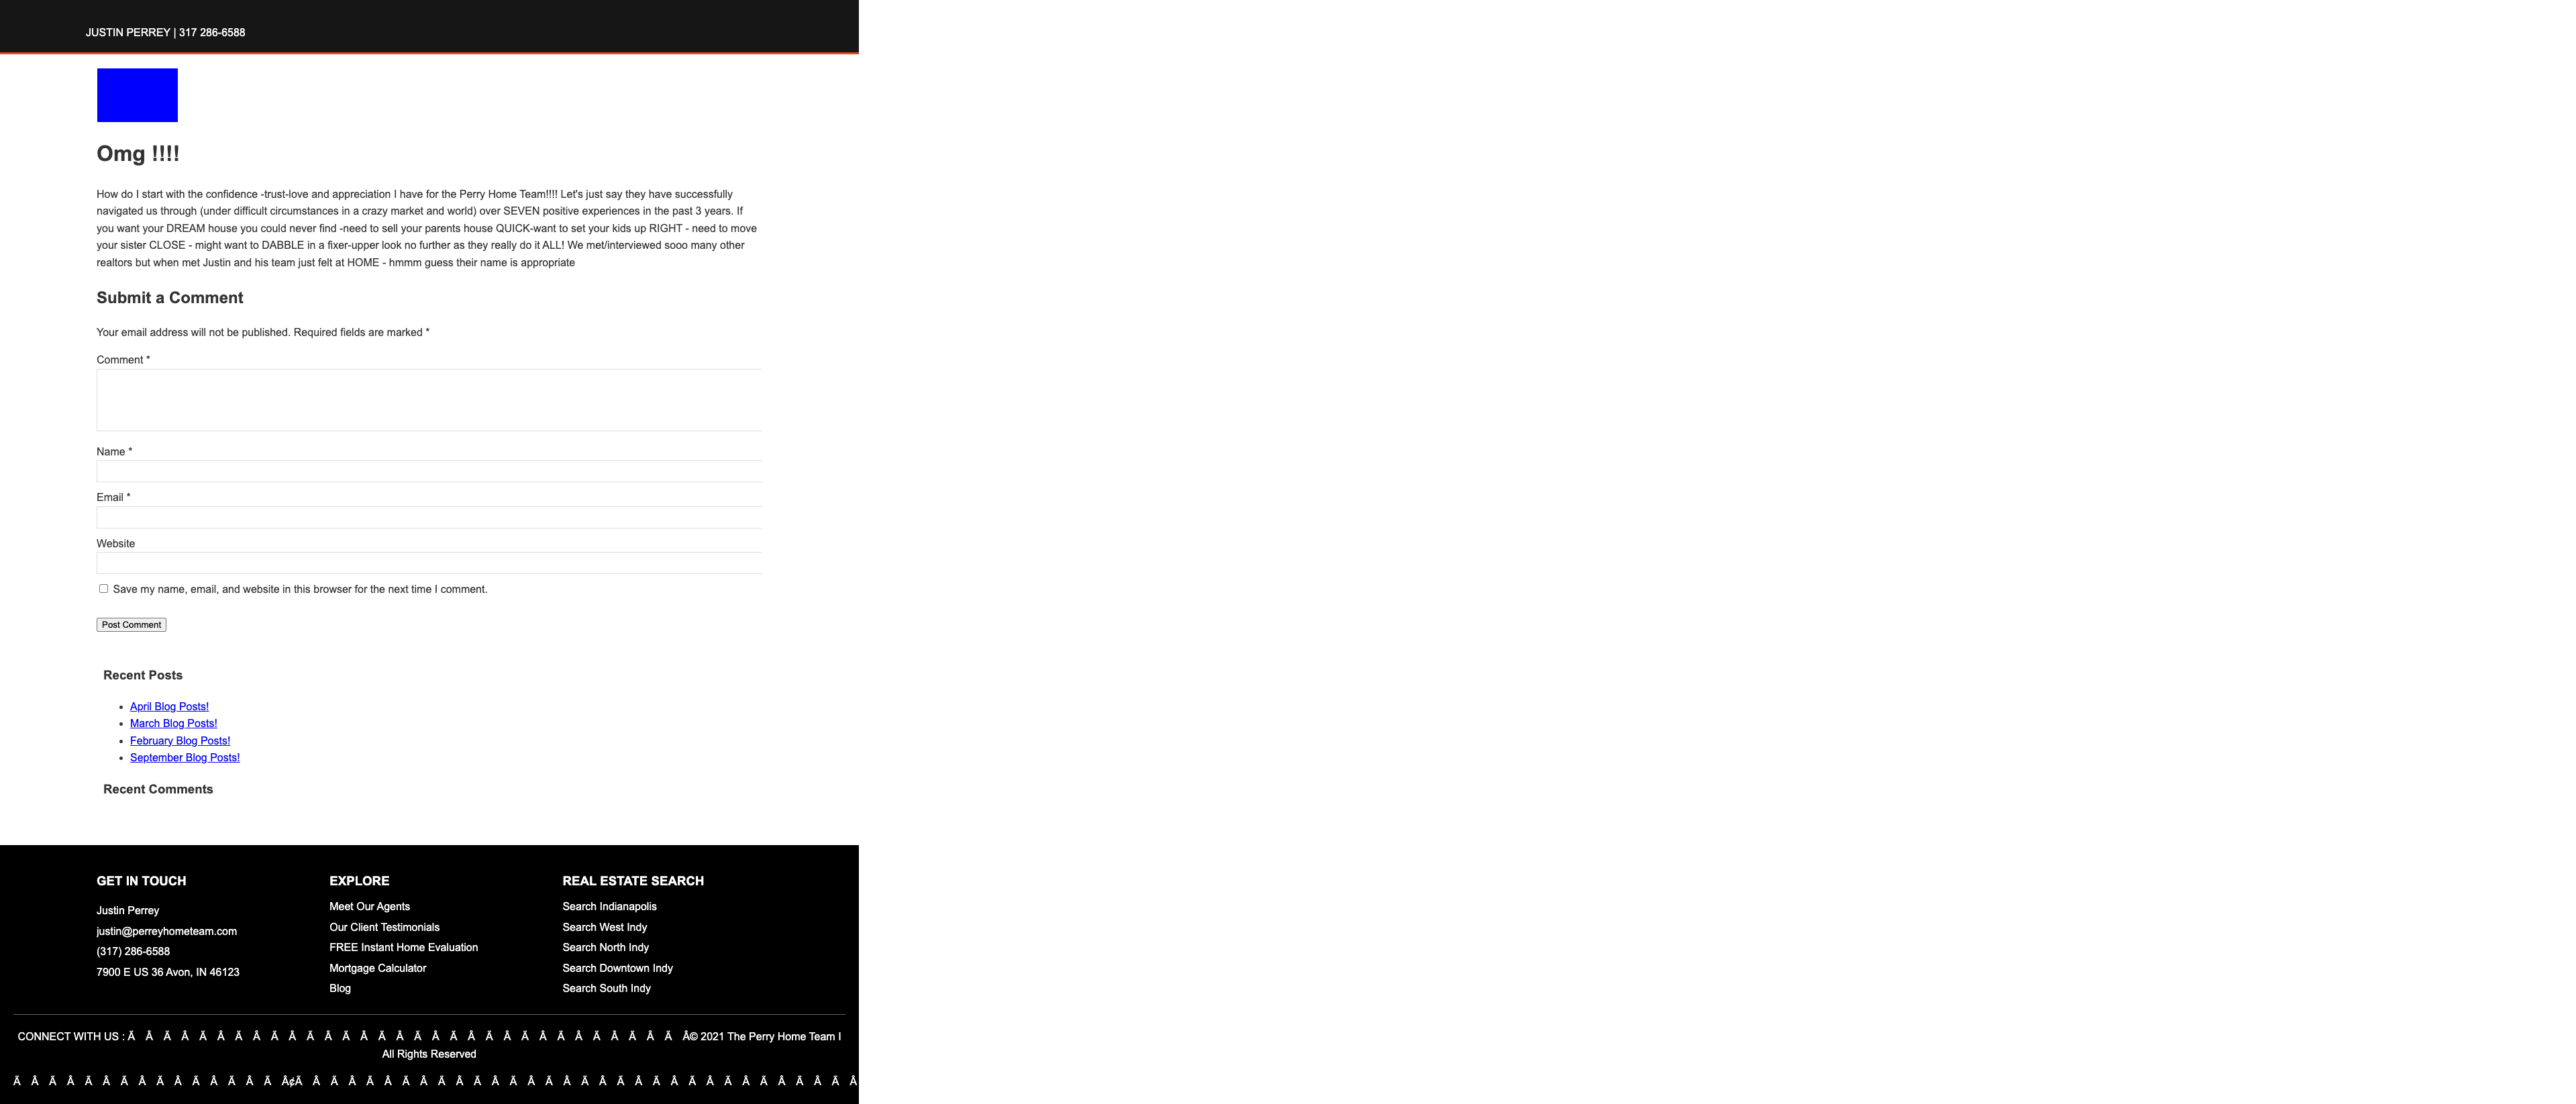 JUSTIN PERREY | 317 286-6588
Omg !!!!
How do I start with the confidence -trust-love and appreciation I have for the Perry Home Team!!!! Let's just say they have successfully
navigated us through (under difficult circumstances in a crazy market and world) over SEVEN positive experiences in the past 3 years. If
you want your DREAM house you could never find -need to sell your parents house QUICK-want to set your kids up RIGHT - need to move
your sister CLOSE - might want to DABBLE in a fixer-upper look no further as they really do it ALL! We met/interviewed sooo many other
realtors but when met Justin and his team just felt at HOME - hmmm guess their name is appropriate
Submit a Comment
Your email address will not be published. Required fields are marked *
Comment *
Name *
Email *
Website
Save my name, email, and website in this browser for the next time I comment.
Post Comment
Recent Posts
• April Blog Posts!
• March Blog Posts!
• February Blog Posts!
• September Blog Posts!
Recent Comments
GET IN TOUCH
Justin Perrey
justin@perreyhometeam.com
(317) 286-6588
7900 E US 36 Avon, IN 46123
EXPLORE
Meet Our Agents
Our Client Testimonials
FREE Instant Home Evaluation
Mortgage Calculator
Blog
REAL ESTATE SEARCH
Search Indianapolis
Search West Indy
Search North Indy
Search Downtown Indy
Search South Indy
CONNECT WITH US : Ã Â Ã Â Ã Â Ã Â Ã Â Ã Â Ã Â Ã Â Ã Â Ã Â Ã Â Ã Â Ã Â Ã Â Ã Â Ã Â© 2021 The Perry Home Team I
All Rights Reserved
Ã Â Ã Â Ã Â Ã Â Ã Â Ã Â Ã Â Ã Â¢Ã Â Ã Â Ã Â Ã Â Ã Â Ã Â Ã Â Ã Â Ã Â Ã Â Ã Â Ã Â Ã Â Ã Â Ã Â Ã Â